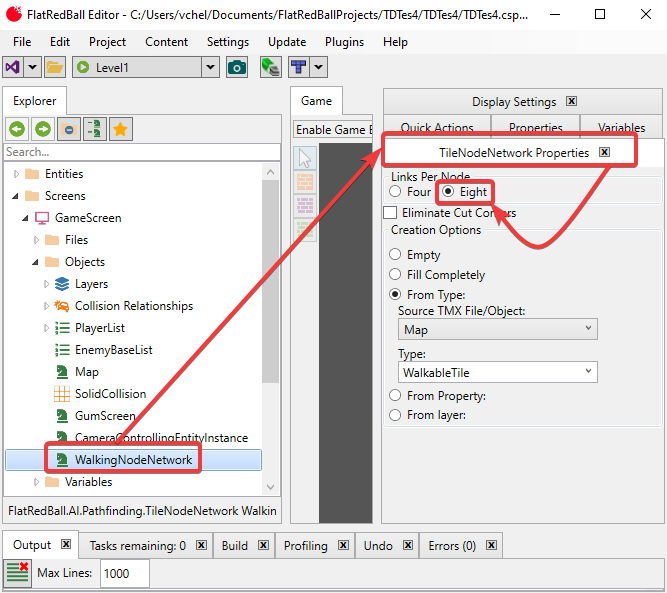 FlatRedBall Editor - C:/Users/vchel/Documents/FlatRedBallProjects/TDTes4/TDTes4/TDTes4.csp...
File Edit Project Content Settings Update Plugins Help
Level1
Explorer
Search...
Entities
Screens
GameScreen
Files
Objects
Layers
Collision Relationships
PlayerList
EnemyBaseList
Map
SolidCollision
GumScreen
CameraControllingEntityInstance
WalkingNodeNetwork
Variables
FlatRedBall.AI.Pathfinding.TileNodeNetwork Walkin
Game
Enable Game E
Display Settings
Quick Actions Properties Variables
TileNodeNetwork Properties
Links Per Node
Four Eight
Eliminate Cut Corners
Creation Options
Empty
Fill Completely
From Type:
Source TMX File/Object:
Map
Type:
WalkableTile
From Property:
From layer:
Output Tasks remaining: 0 Build Profiling Undo Errors (0)
Max Lines: 1000